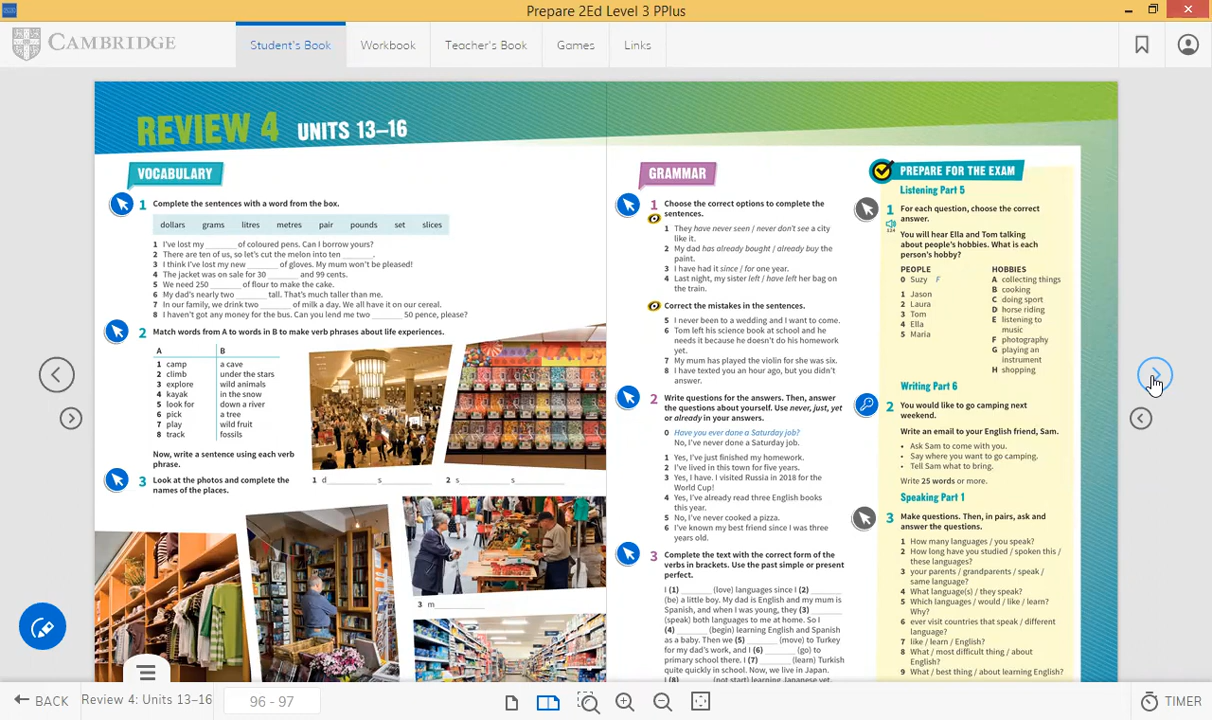 Prepare 2Ed Level 3 PPlus
CAMBRIDGE
Student's Book
Workbook
Teacher's Book
Games
Links
REVIEW 4 UNITS 13–16
VOCABULARY
1 Complete the sentences with a word from the box.
dollars grams litres metres pair pounds set slices
1 I've lost my ______ of coloured pens. Can I borrow yours?
2 There are ten of us, so let's cut the melon into ten ______.
3 I think I've lost my new ______ of gloves. My mum won't be pleased!
4 The jacket was on sale for 30 ______ and 99 cents.
5 We need 250 ______ of flour to make the cake.
6 My dad's nearly two ______ tall. That's much taller than me.
7 In our family, we drink two ______ of milk a day. We all have it on our cereal.
8 I haven't got any money for the bus. Can you lend me two ______ 50 pence, please?
2 Match words from A to words in B to make verb phrases about life experiences.
A B
1 camp a cave
2 climb under the stars
3 explore wild animals
4 kayak in the snow
5 look for down a river
6 pick a tree
7 play wild fruit
8 track fossils
Now, write a sentence using each verb
phrase.
3 Look at the photos and complete the
names of the places.
1 d______ s______
2 s______ s______
3 m______
GRAMMAR
1 Choose the correct options to complete the
sentences.
1 They have never seen / never don't see a city
like it.
2 My dad has already bought / already buy the
paint.
3 I have had it since / for one year.
4 Last night, my sister left / have left her bag on
the train.
Correct the mistakes in the sentences.
5 I never been to a wedding and I want to come.
6 Tom left his science book at school and he
needs it because he doesn't do his homework
yet.
7 My mum has played the violin for she was six.
8 I have texted you an hour ago, but you didn't
answer.
2 Write questions for the answers. Then, answer
the questions about yourself. Use never, just, yet
or already in your answers.
0 Have you ever done a Saturday job?
No, I've never done a Saturday job.
1 Yes, I've just finished my homework.
2 I've lived in this town for five years.
3 Yes, I have. I visited Russia in 2018 for the
World Cup!
4 Yes, I've already read three English books
this year.
5 No, I've never cooked a pizza.
6 I've known my best friend since I was three
years old.
3 Complete the text with the correct form of the
verbs in brackets. Use the past simple or present
perfect.
I (1) ______ (love) languages since I (2) ______
(be) a little boy. My dad is English and my mum is
Spanish, and when I was young, they (3) ______
(speak) both languages to me at home. So I
(4) ______ (begin) learning English and Spanish
as a baby. Then we (5) ______ (move) to Turkey
for my dad's work, and I (6) ______ (go) to
primary school there. I (7) ______ (learn) Turkish
quite quickly in school. Now, we live in Japan.
I (8) ______ (not start) learning Japanese yet,
PREPARE FOR THE EXAM
Listening Part 5
1 For each question, choose the correct
answer.
114
You will hear Ella and Tom talking
about people's hobbies. What is each
person's hobby?
PEOPLE HOBBIES
0 Suzy F
1 Jason
2 Laura
3 Tom
4 Ella
5 Maria
A collecting things
B cooking
C doing sport
D horse riding
E listening to
music
F photography
G playing an
instrument
H shopping
Writing Part 6
2 You would like to go camping next
weekend.
Write an email to your English friend, Sam.
• Ask Sam to come with you.
• Say where you want to go camping.
• Tell Sam what to bring.
Write 25 words or more.
Speaking Part 1
3 Make questions. Then, in pairs, ask and
answer the questions.
1 How many languages / you speak?
2 How long have you studied / spoken this /
these languages?
3 your parents / grandparents / speak /
same language?
4 What language(s) / they speak?
5 Which languages / would / like / learn?
Why?
6 ever visit countries that speak / different
language?
7 like / learn / English?
8 What / most difficult thing / about
English?
9 What / best thing / about learning English?
BACK
Review 4: Units 13–16
96 - 97
TIMER